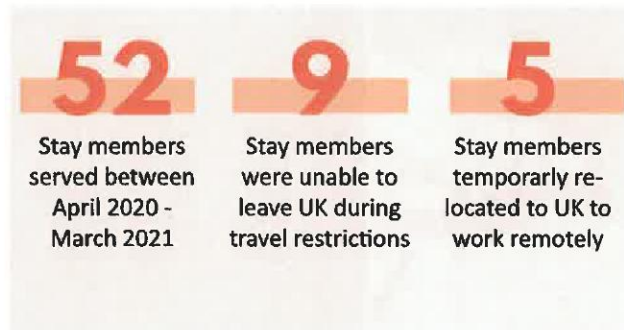 52
Stay members
served between
April 2020 -
March 2021
9
Stay members
were unable to
leave UK during
travel restrictions
5
Stay members
temporarly re-
located to UK to
work remotely